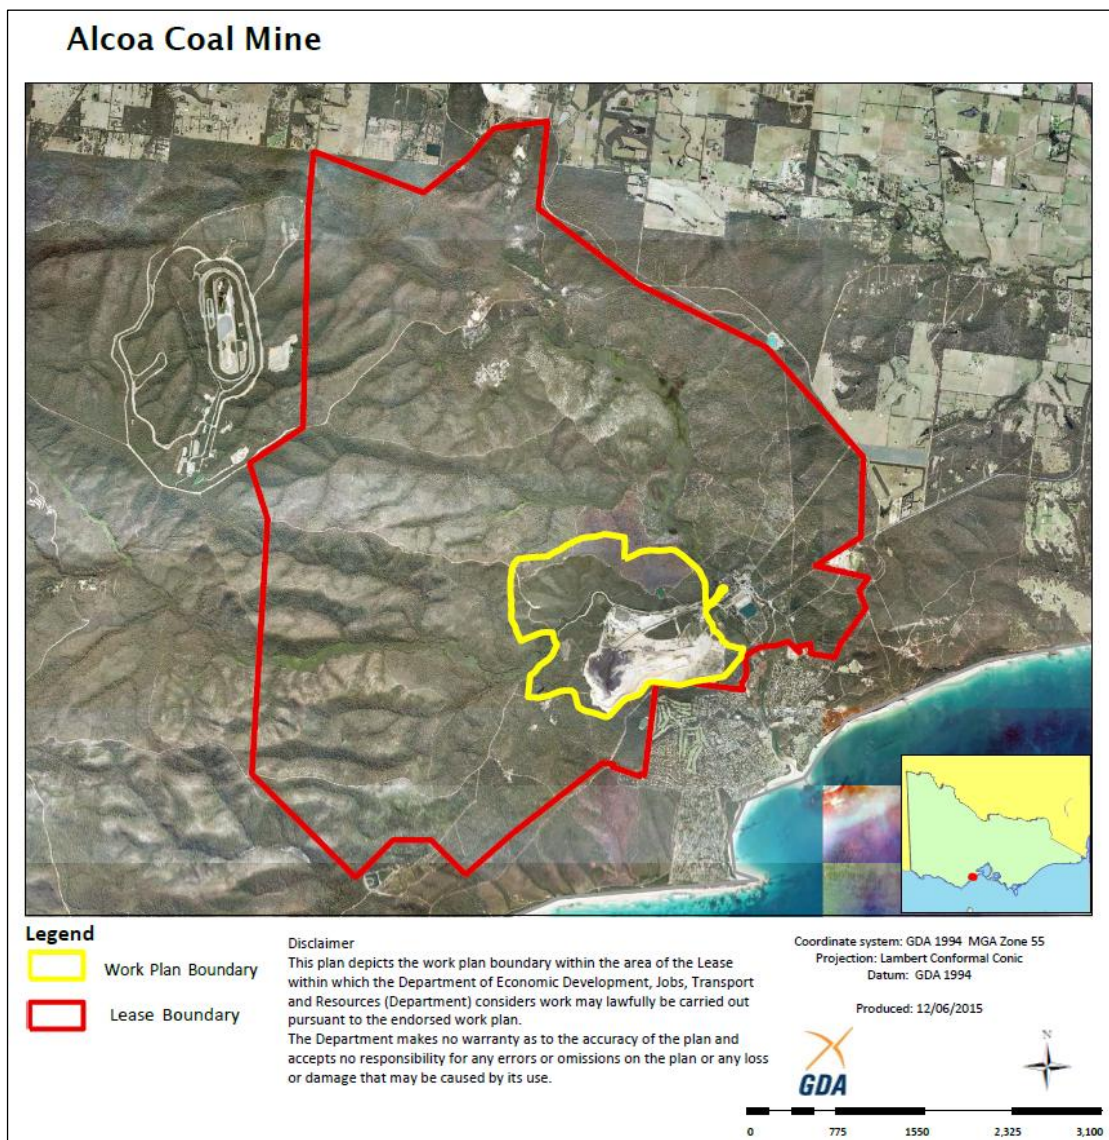 Alcoa Coal Mine
Legend
Work Plan Boundary
Lease Boundary
Disclaimer
This plan depicts the work plan boundary within the area of the Lease
within which the Department of Economic Development, Jobs, Transport
and Resources (Department) considers work may lawfully be carried out
pursuant to the endorsed work plan.
The Department makes no warranty as to the accuracy of the plan and
accepts no responsibility for any errors or omissions on the plan or any loss
or damage that may be caused by its use.
Coordinate system: GDA 1994 MGA Zone 55
Projection: Lambert Conformal Conic
Datum: GDA 1994
Produced: 12/06/2015
GDA
N
0 775 1550 2,325 3,100